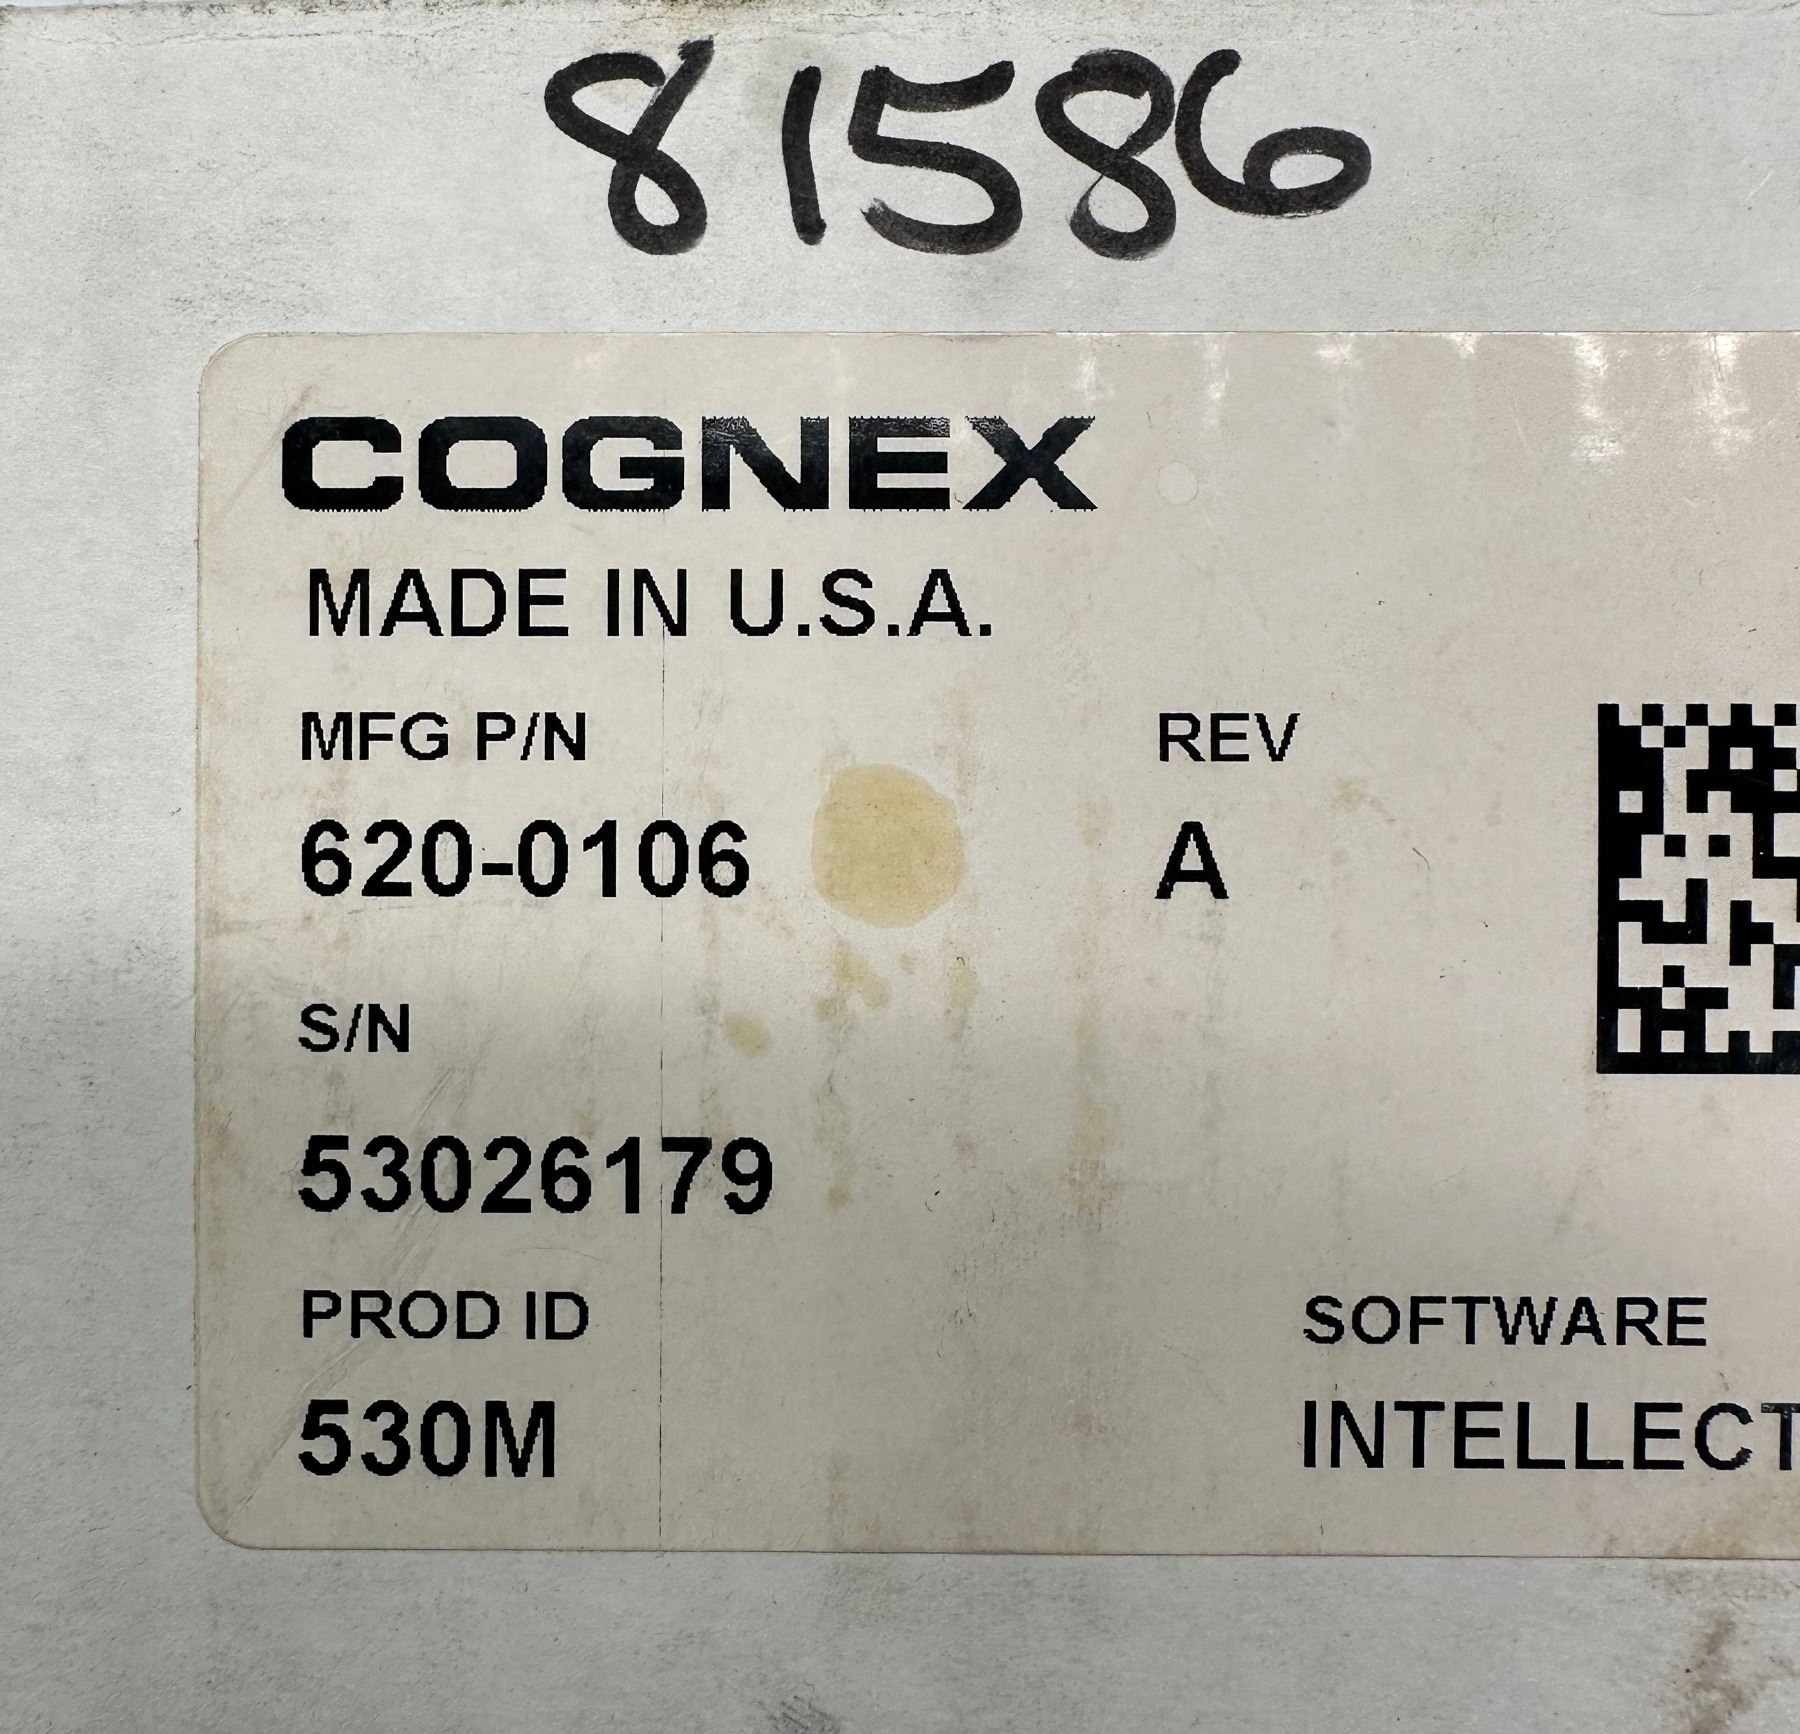 81586
COGNEX
MADE IN U.S.A.
MFG P/N REV
620-0106 A
S/N
53026179
PROD ID SOFTWARE
530M INTELLECT